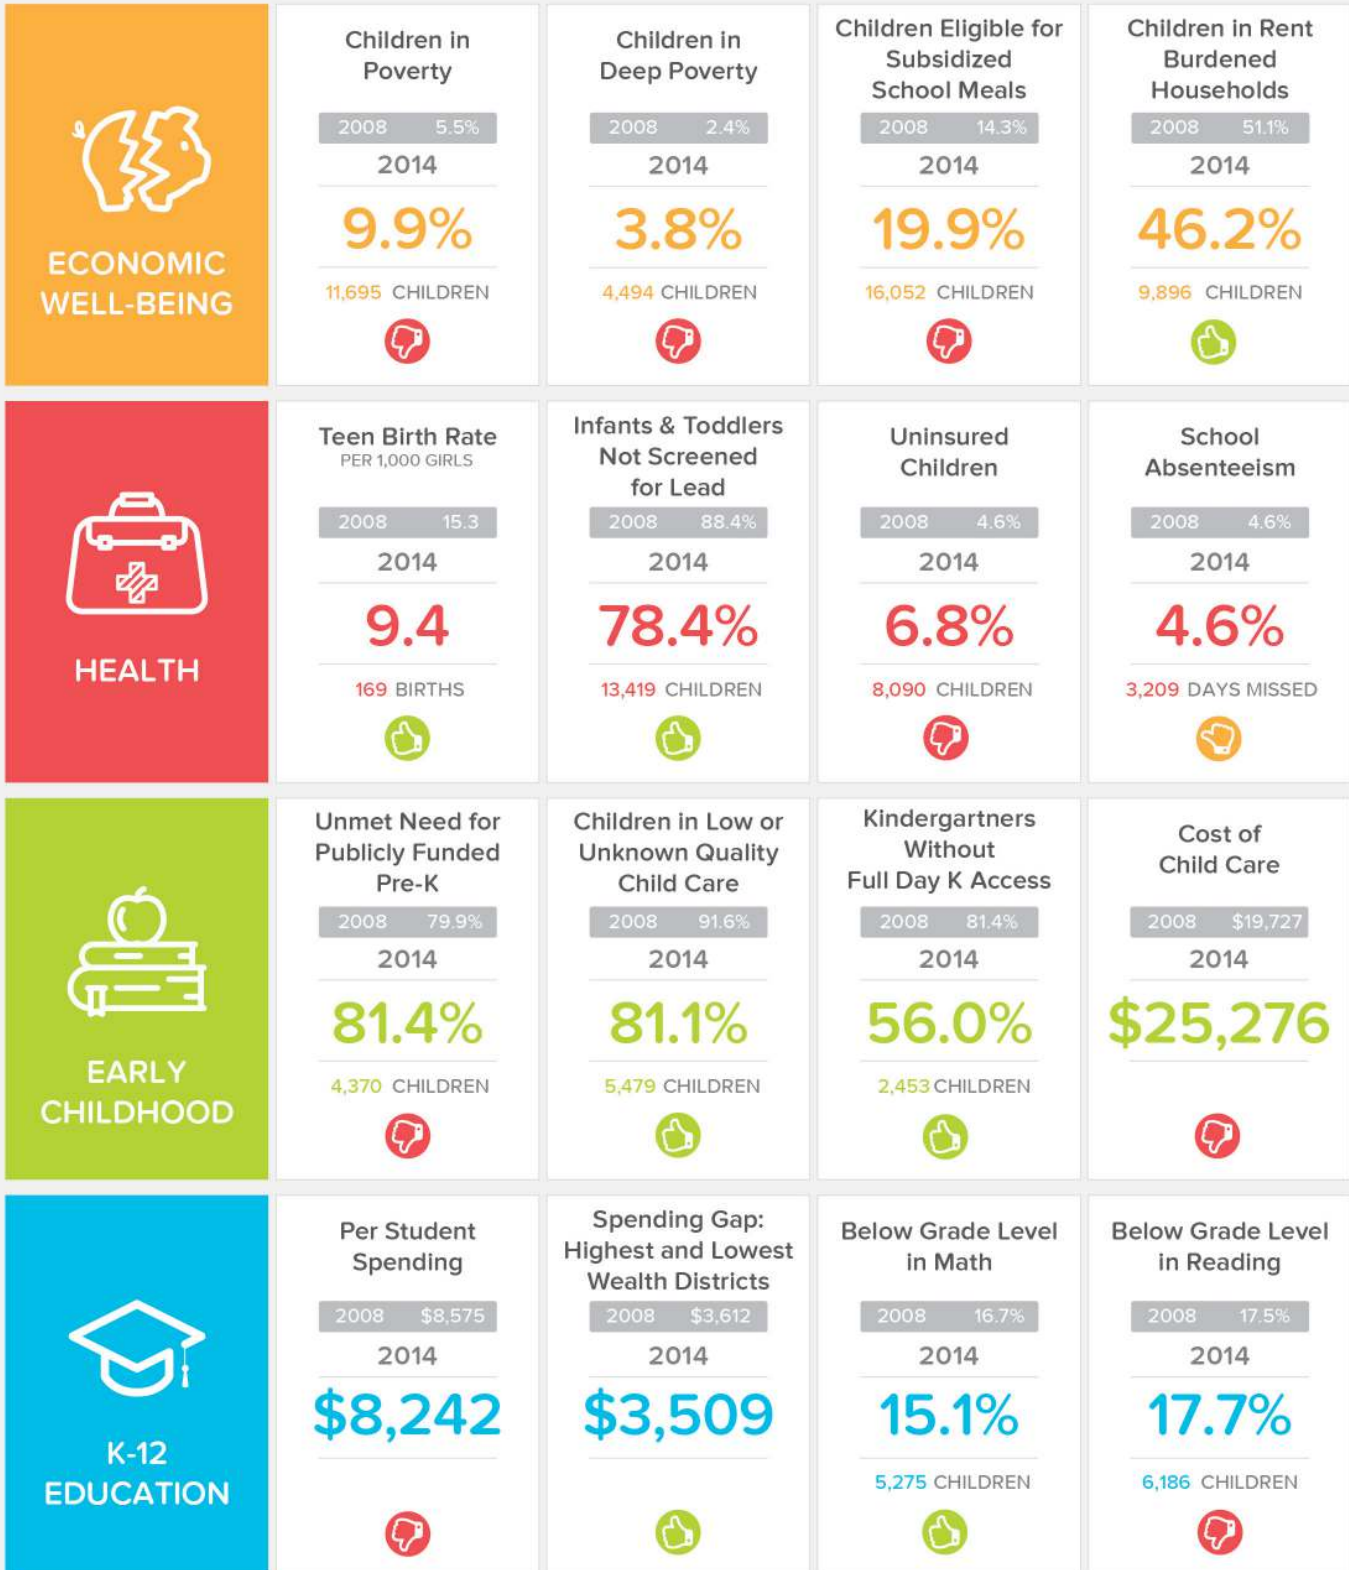 ECONOMIC
WELL-BEING
Children in
Poverty
2008 5.5%
2014
9.9%
11,695 CHILDREN
Children in
Deep Poverty
2008 2.4%
2014
3.8%
4,494 CHILDREN
Children Eligible for
Subsidized
School Meals
2008 14.3%
2014
19.9%
16,052 CHILDREN
Children in Rent
Burdened
Households
2008 51.1%
2014
46.2%
9,896 CHILDREN
HEALTH
Teen Birth Rate
PER 1,000 GIRLS
2008 15.3
2014
9.4
169 BIRTHS
Infants & Toddlers
Not Screened
for Lead
2008 88.4%
2014
78.4%
13,419 CHILDREN
Uninsured
Children
2008 4.6%
2014
6.8%
8,090 CHILDREN
School
Absenteeism
2008 4.6%
2014
4.6%
3,209 DAYS MISSED
EARLY
CHILDHOOD
Unmet Need for
Publicly Funded
Pre-K
2008 79.9%
2014
81.4%
4,370 CHILDREN
Children in Low or
Unknown Quality
Child Care
2008 91.6%
2014
81.1%
5,479 CHILDREN
Kindergartners
Without
Full Day K Access
2008 81.4%
2014
56.0%
2,453 CHILDREN
Cost of
Child Care
2008 $19,727
2014
$25,276
K-12
EDUCATION
Per Student
Spending
2008 $8,575
2014
$8,242
Spending Gap:
Highest and Lowest
Wealth Districts
2008 $3,612
2014
$3,509
Below Grade Level
in Math
2008 16.7%
2014
15.1%
5,275 CHILDREN
Below Grade Level
in Reading
2008 17.5%
2014
17.7%
6,186 CHILDREN